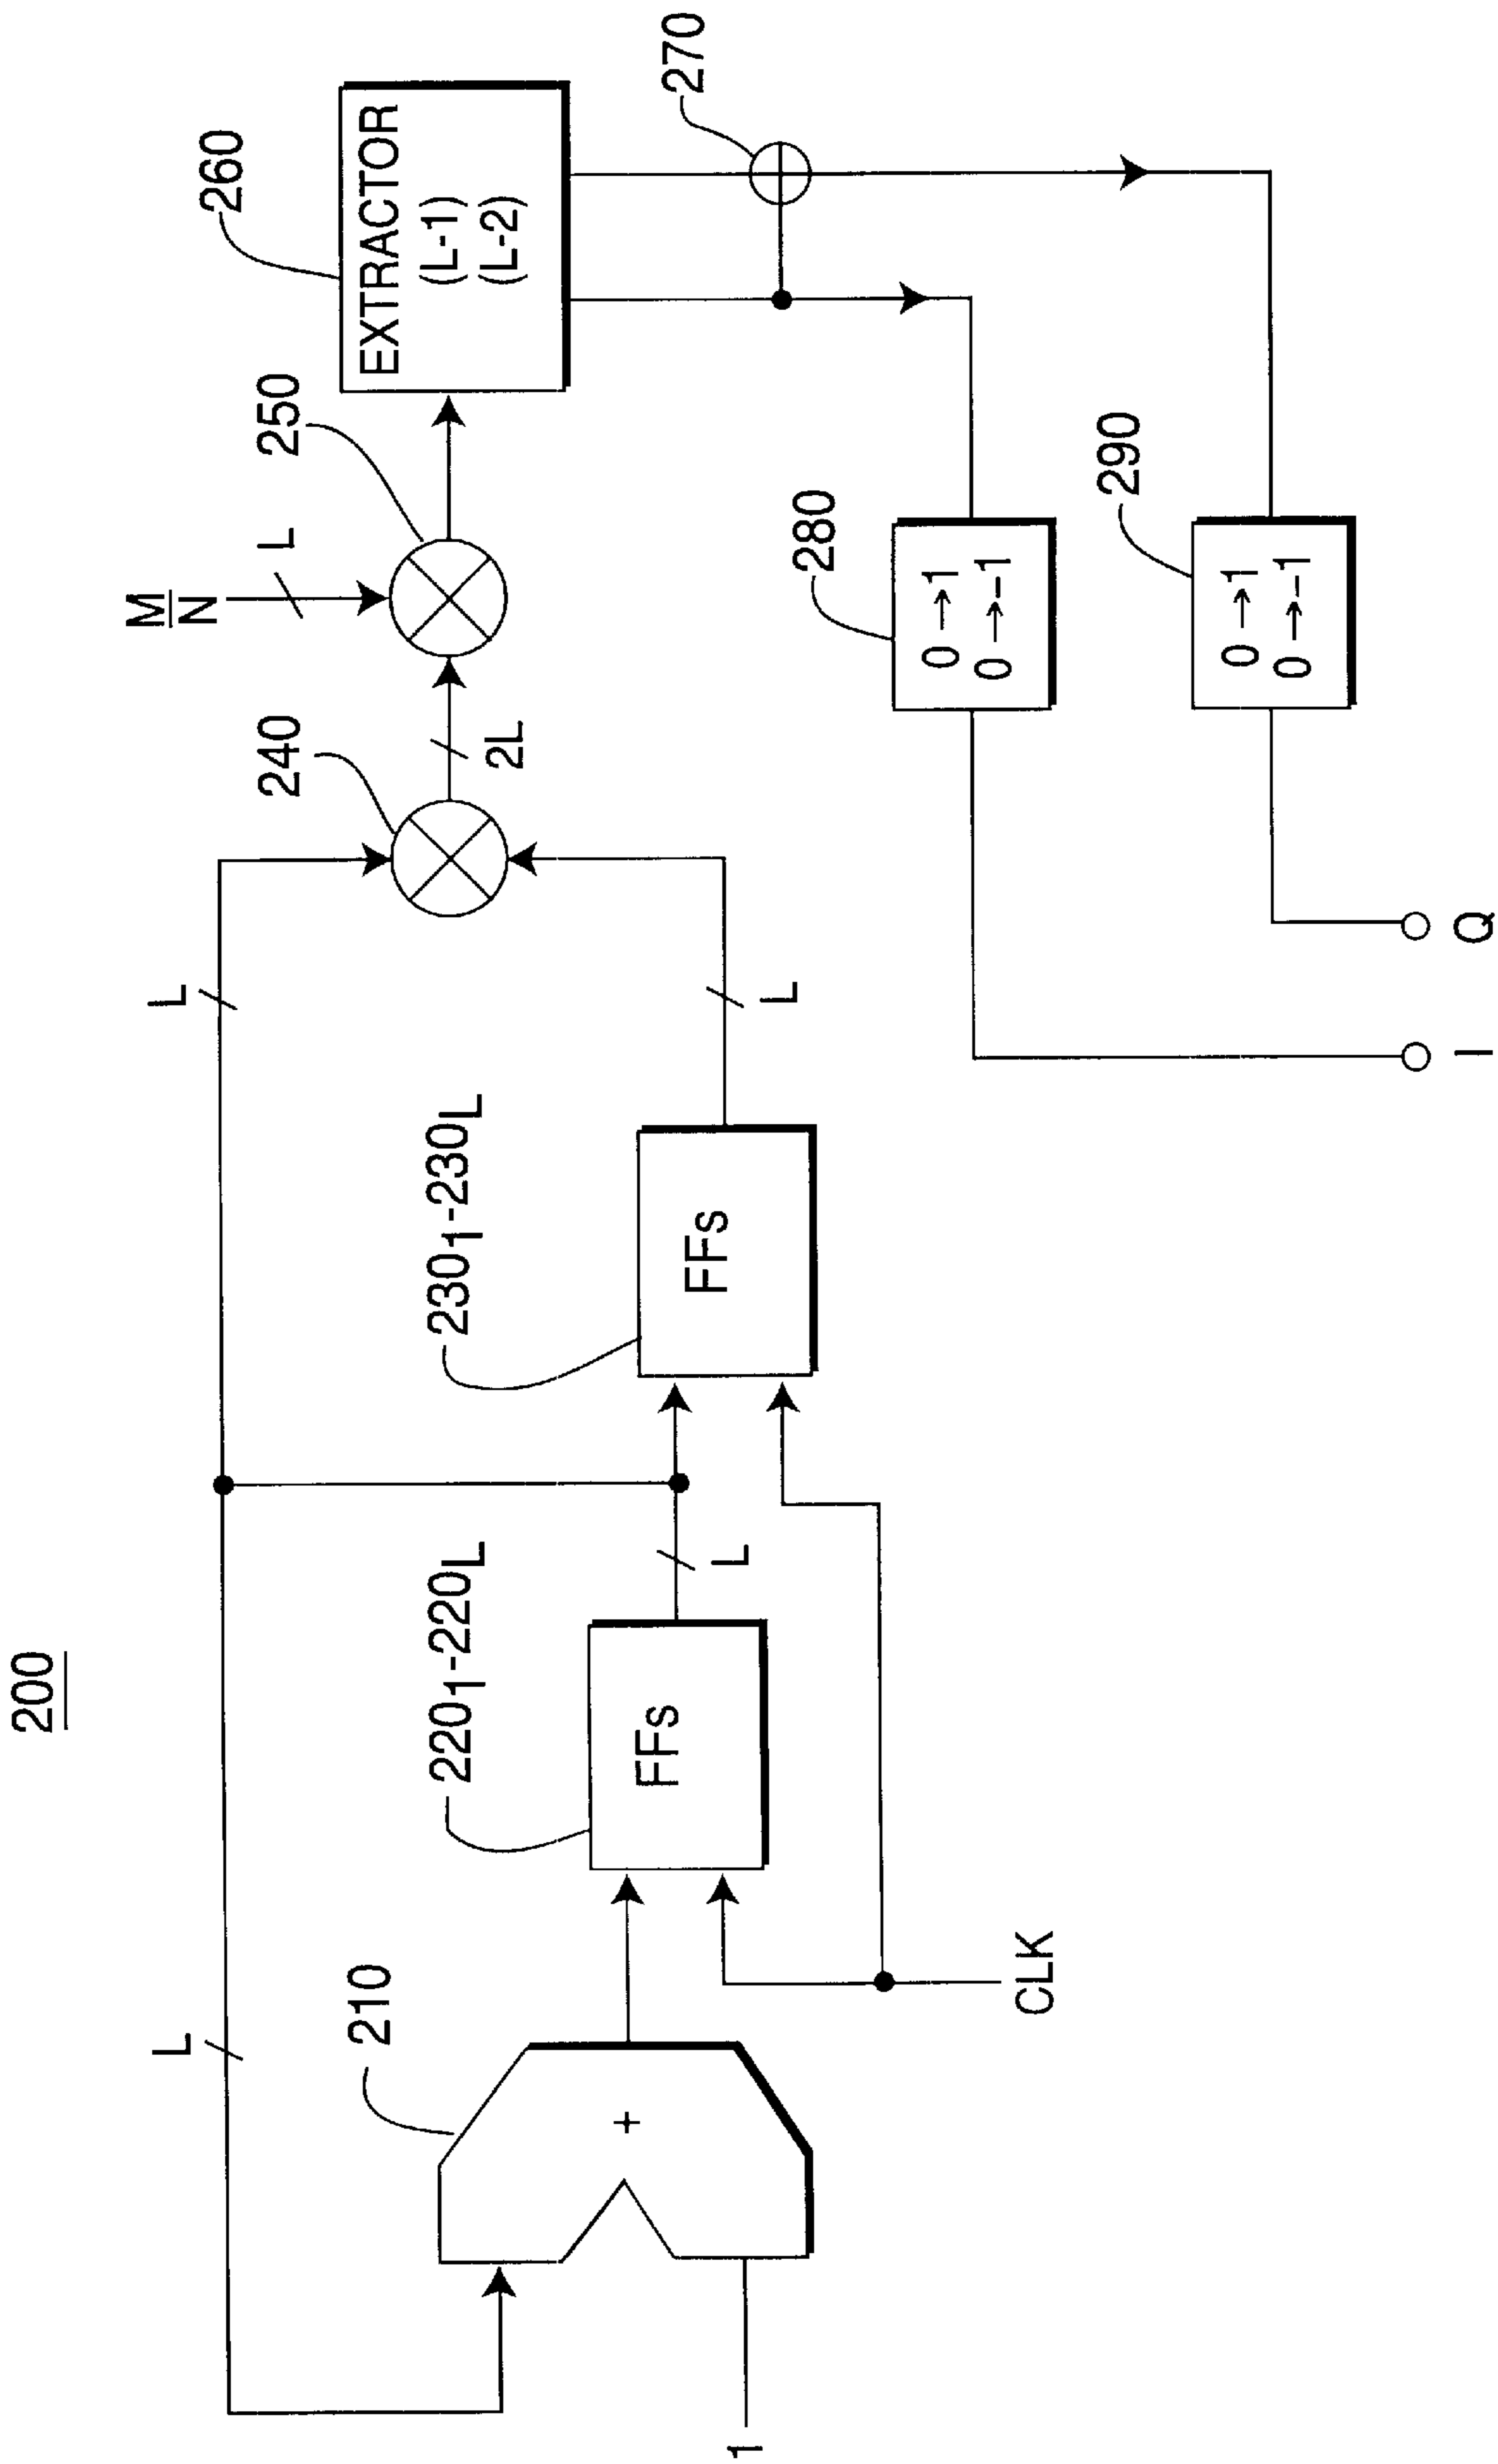 200
L
L
M
N
L
260
210
220₁-220L
230₁-230L
240
250
EXTRACTOR
(L-1)
(L-2)
2L
+
FFs
FFs
L
L
270
1
CLK
280
0→1
0→-1
290
0→1
0→-1
I
Q